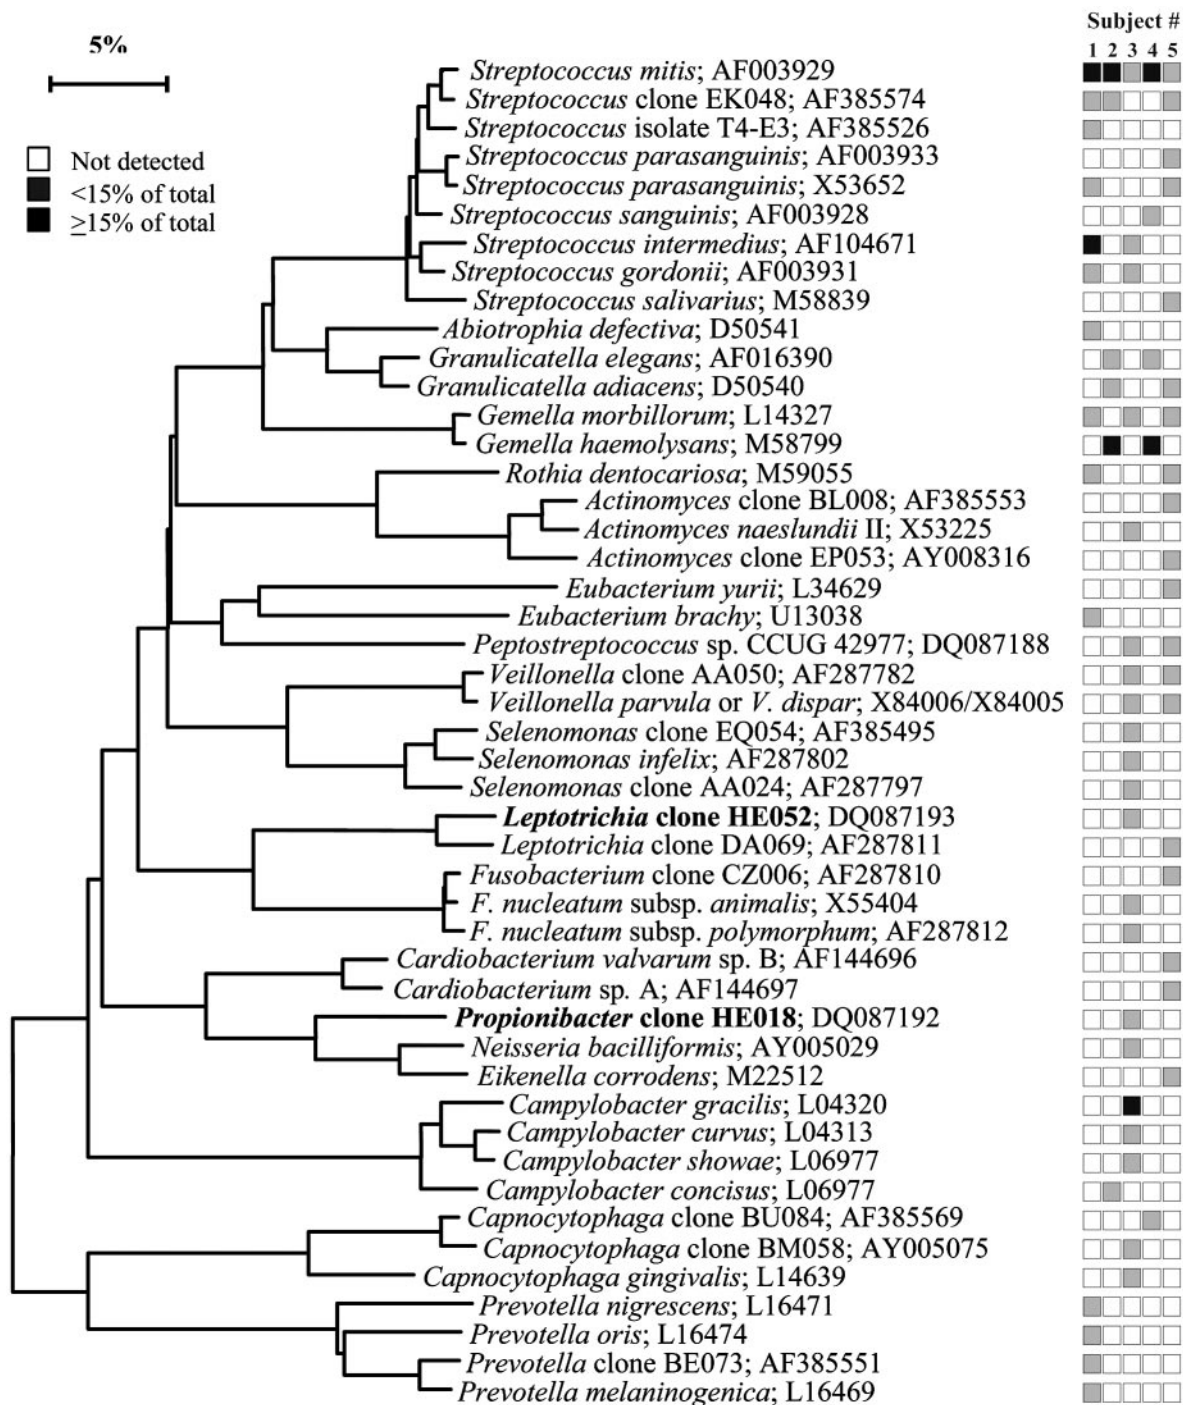 Subject #
1 2 3 4 5
5%
Streptococcus mitis; AF003929
Streptococcus clone EK048; AF385574
Streptococcus isolate T4-E3; AF385526
Not detected
<15% of total
≥15% of total
Streptococcus parasanguinis; AF003933
Streptococcus parasanguinis; X53652
Streptococcus sanguinis; AF003928
Streptococcus intermedius; AF104671
Streptococcus gordonii; AF003931
Streptococcus salivarius; M58839
Abiotrophia defectiva; D50541
Granulicatella elegans; AF016390
Granulicatella adiacens; D50540
Gemella morbillorum; L14327
Gemella haemolysans; M58799
Rothia dentocariosa; M59055
Actinomyces clone BL008; AF385553
Actinomyces naeslundii II; X53225
Actinomyces clone EP053; AY008316
Eubacterium yurii; L34629
Eubacterium brachy; U13038
Peptostreptococcus sp. CCUG 42977; DQ087188
Veillonella clone AA050; AF287782
Veillonella parvula or V. dispar; X84006/X84005
Selenomonas clone EQ054; AF385495
Selenomonas infelix; AF287802
Selenomonas clone AA024; AF287797
Leptotrichia clone HE052; DQ087193
Leptotrichia clone DA069; AF287811
Fusobacterium clone CZ006; AF287810
F. nucleatum subsp. animalis; X55404
F. nucleatum subsp. polymorphum; AF287812
Cardiobacterium valvarum sp. B; AF144696
Cardiobacterium sp. A; AF144697
Propionibacter clone HE018; DQ087192
Neisseria bacilliformis; AY005029
Eikenella corrodens; M22512
Campylobacter gracilis; L04320
Campylobacter curvus; L04313
Campylobacter showae; L06977
Campylobacter concisus; L06977
Capnocytophaga clone BU084; AF385569
Capnocytophaga clone BM058; AY005075
Capnocytophaga gingivalis; L14639
Prevotella nigrescens; L16471
Prevotella oris; L16474
Prevotella clone BE073; AF385551
Prevotella melaninogenica; L16469